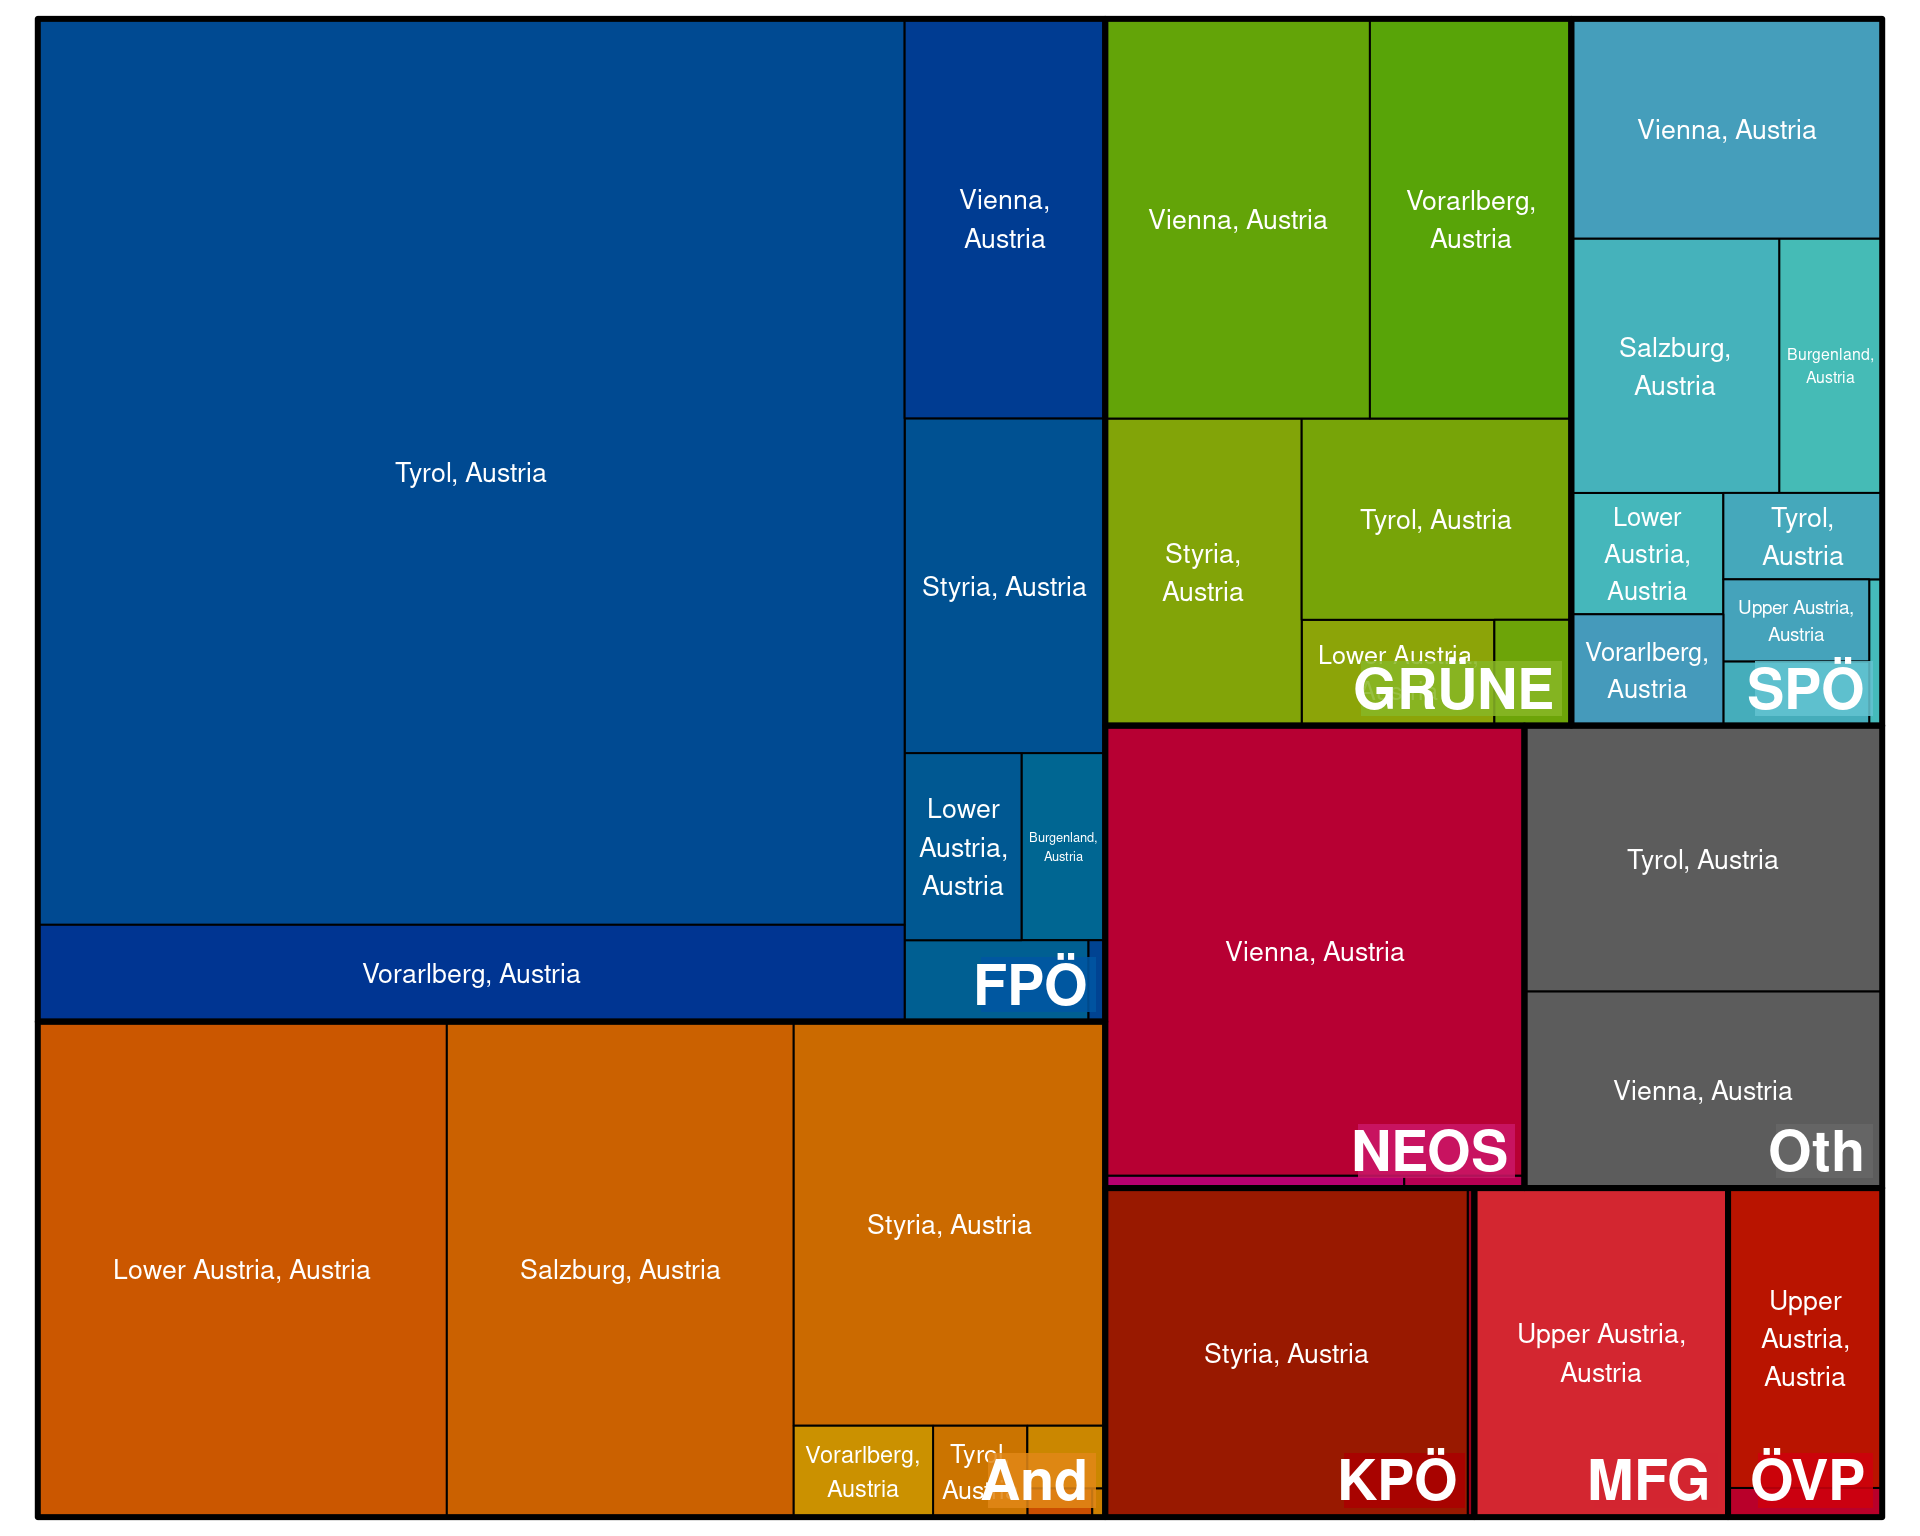 Tyrol, Austria
Vienna,
Austria
Styria, Austria
Lower
Austria,
Austria
Burgenland,
Austria
Vorarlberg, Austria
FPÖ
Lower Austria, Austria
Salzburg, Austria
Styria, Austria
Vorarlberg,
Austria
Tyrol
Austria
And
Vienna, Austria
Vorarlberg,
Austria
Styria,
Austria
Tyrol, Austria
Lower Austria,
GRÜNE
Vienna, Austria
Salzburg,
Austria
Burgenland,
Austria
Lower
Austria,
Austria
Tyrol,
Austria
Upper Austria,
Austria
Vorarlberg,
Austria
SPÖ
Vienna, Austria
NEOS
Tyrol, Austria
Vienna, Austria
Oth
Styria, Austria
KPÖ
Upper Austria,
Austria
MFG
Upper
Austria,
Austria
ÖVP